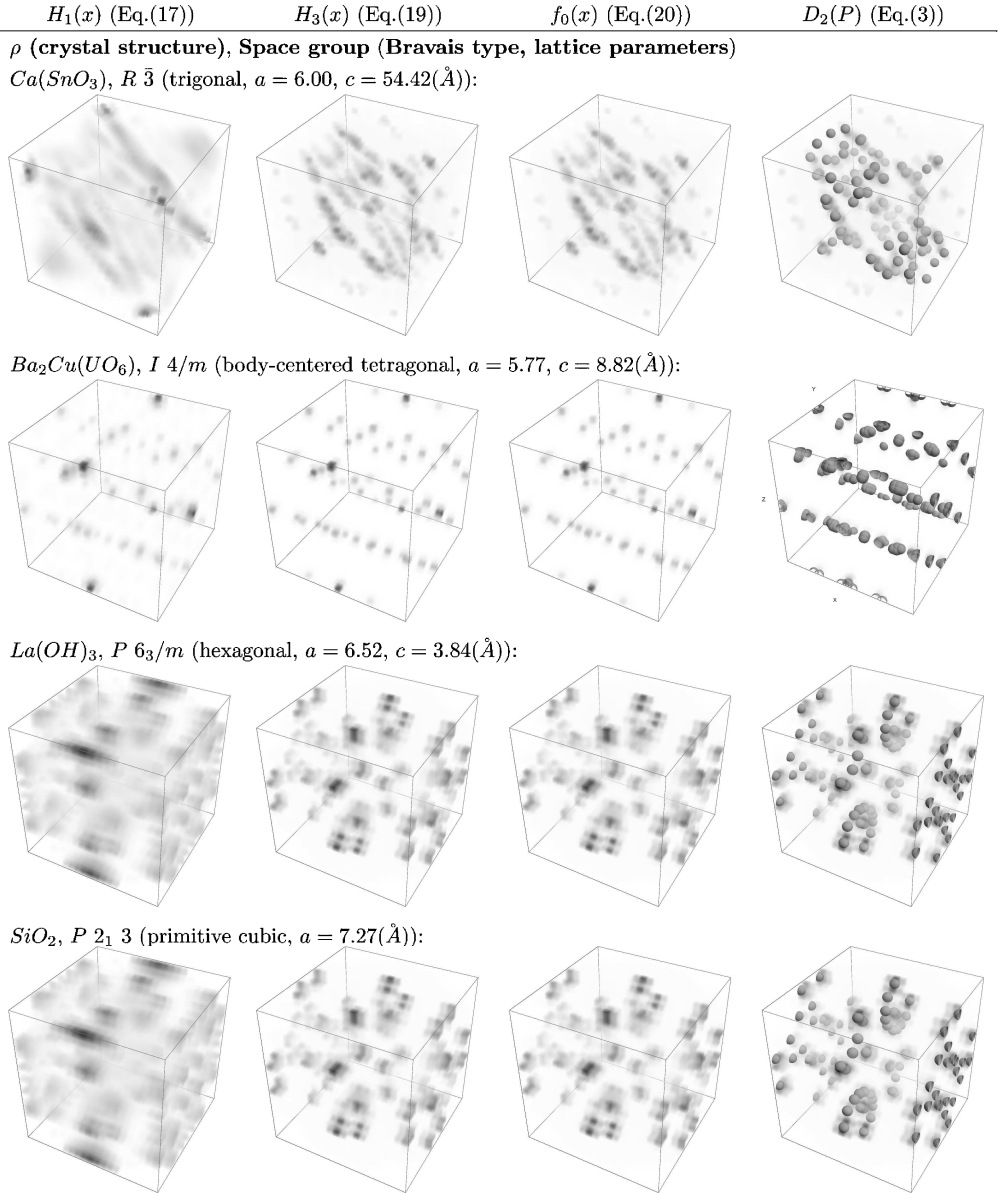 H₁(x) (Eq.(17)) H₃(x) (Eq.(19)) f₀(x) (Eq.(20)) D₂(P) (Eq.(3))
ρ (crystal structure), Space group (Bravais type, lattice parameters)
Ca(SnO₃), R 3̄ (trigonal, a = 6.00, c = 54.42(Å)):
Ba₂Cu(UO₆), I 4/m (body-centered tetragonal, a = 5.77, c = 8.82(Å)):
Y
Z
X
La(OH)₃, P 6₃/m (hexagonal, a = 6.52, c = 3.84(Å)):
SiO₂, P 2₁ 3 (primitive cubic, a = 7.27(Å)):